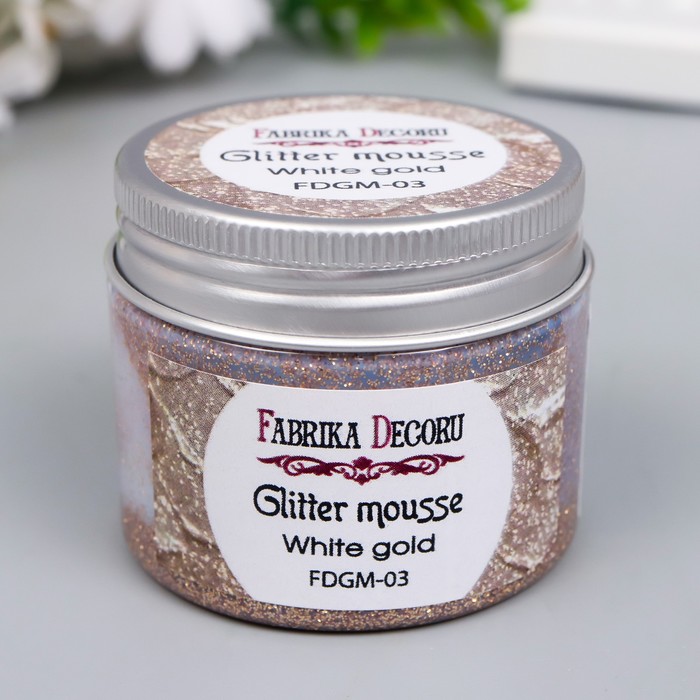 Fabrika Decoru
Glitter mousse
White gold
FDGM-03
Fabrika Decoru
Glitter mousse
White gold
FDGM-03